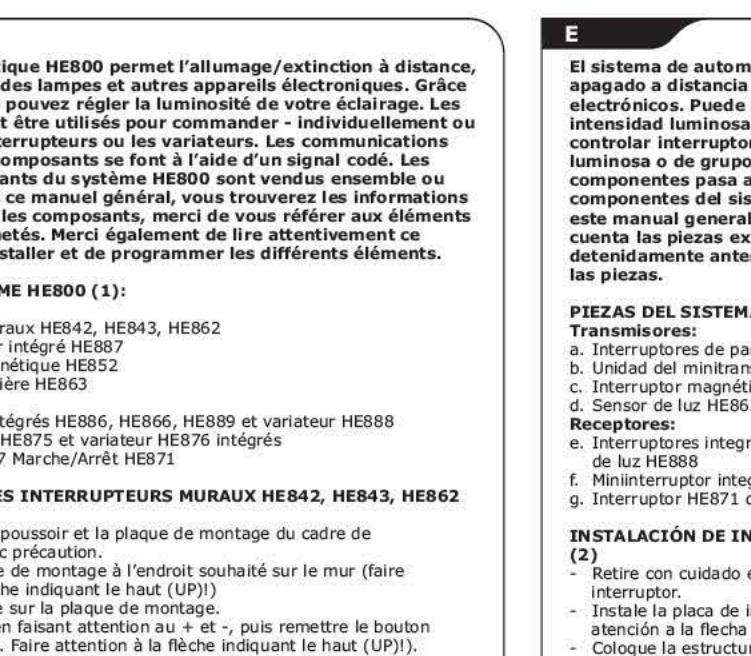 ique HE800 permet l’allumage/extinction à distance,
des lampes et autres appareils électroniques. Grâce
pouvez régler la luminosité de votre éclairage. Les
t être utilisés pour commander - individuellement ou
terrupteurs ou les variateurs. Les communications
omposants se font à l’aide d’un signal codé. Les
ants du système HE800 sont vendus ensemble ou
ce manuel général, vous trouverez les informations
les composants, merci de vous référer aux éléments
hetés. Merci également de lire attentivement ce
staller et de programmer les différents éléments.
ME HE800 (1):
raux HE842, HE843, HE862
r intégré HE887
nétique HE852
ière HE863
tégrés HE886, HE866, HE889 et variateur HE888
HE875 et variateur HE876 intégrés
7 Marche/Arrêt HE871
ES INTERRUPTEURS MURAUX HE842, HE843, HE862
poussoir et la plaque de montage du cadre de
c précaution.
e de montage à l’endroit souhaité sur le mur (faire
he indiquant le haut (UP)!)
e sur la plaque de montage.
en faisant attention au + et -, puis remettre le bouton
. Faire attention à la flèche indiquant le haut (UP)!).
E
El sistema de autom
apagado a distancia
electrónicos. Puede
intensidad luminosa
controlar interruptor
luminosa o de grupo
componentes pasa a
componentes del sis
este manual general
cuenta las piezas ex
detenidamente antes
las piezas.
PIEZAS DEL SISTEMA
Transmisores:
a. Interruptores de par
b. Unidad del minitrans
c. Interruptor magnéti
d. Sensor de luz HE86
Receptores:
e. Interruptores integr
de luz HE888
f. Miniinterruptor integ
g. Interruptor HE871 c
INSTALACIÓN DE IN
(2)
- Retire con cuidado e
interruptor.
- Instale la placa de i
atención a la flecha
- Coloque la estructur